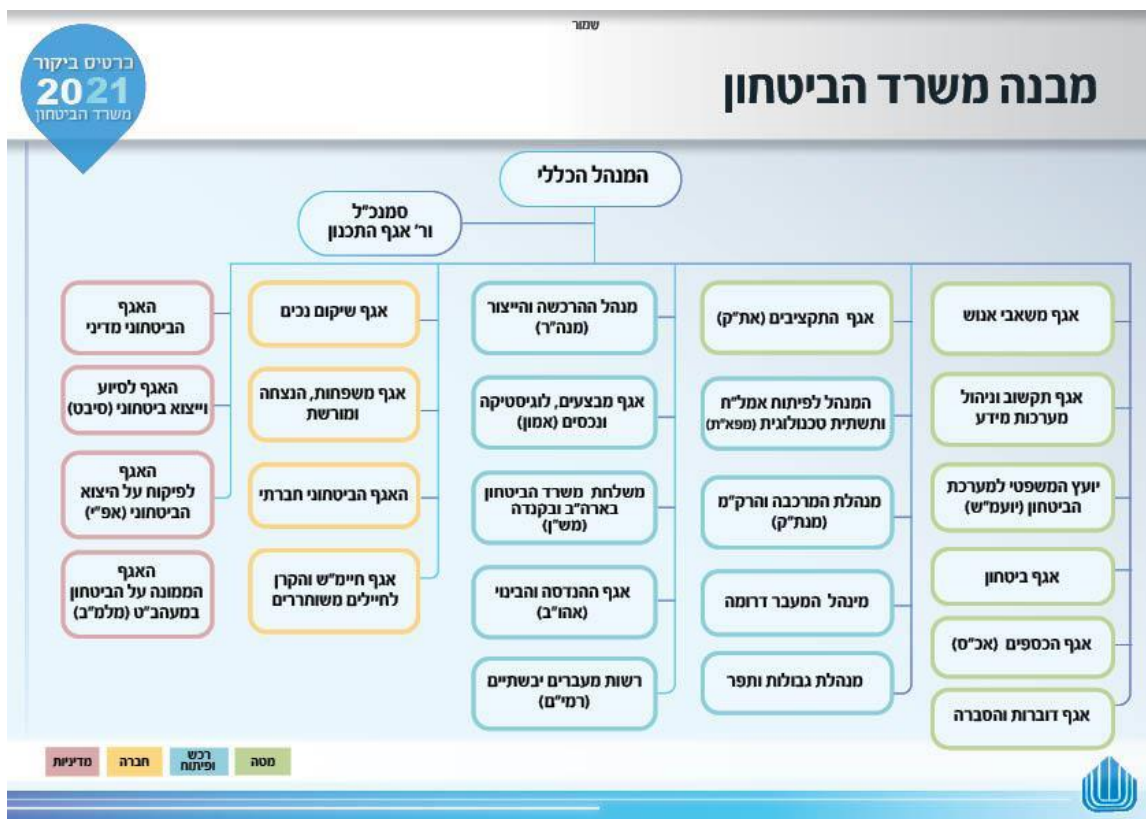 שמור
כרטיס ביקור
2021
משרד הביטחון
מבנה משרד הביטחון
המנהל הכללי
סמנכ"ל
ור' אגף התכנון
אגף משאבי אנוש
אגף תקשוב וניהול
מערכות מידע
יועץ המשפטי למערכת
הביטחון (יועמ"ש)
אגף ביטחון
אגף הכספים (אכ"ס)
אגף דוברות והסברה
אגף התקציבים (את"ק)
המנהל לפיתוח אמל"ח
ותשתית טכנולוגית (מפא"ת)
מנהלת המרכבה והרק"מ
(מנת"ק)
מינהל המעבר דרומה
מנהלת גבולות ותפר
מנהל ההרכשה והייצור
(מנה"ר)
אגף מבצעים, לוגיסטיקה
ונכסים (אמון)
משלחת משרד הביטחון
בארה"ב ובקנדה
(מש"ן)
אגף ההנדסה והבינוי
(אהו"ב)
רשות מעברים יבשתיים
(רמי"ם)
אגף שיקום נכים
אגף משפחות, הנצחה
ומורשת
האגף הביטחוני חברתי
אגף חיימ"ש והקרן
לחיילים משוחררים
האגף
הביטחוני מדיני
האגף לסיוע
וייצוא ביטחוני (סיבט)
האגף
לפיקוח על היצוא
הביטחוני (אפ"י)
האגף
הממונה על הביטחון
במעהב"ט (מלמ"ב)
מטה
רכש
ופיתוח
חברה
מדיניות